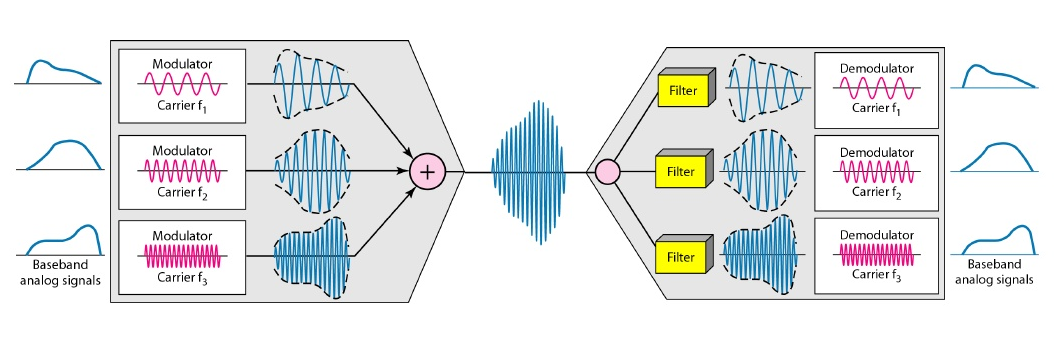 Modulator
Carrier f1
Modulator
Carrier f2
Modulator
Carrier f3
Baseband
analog signals
+
Filter
Filter
Filter
Demodulator
Carrier f1
Demodulator
Carrier f2
Demodulator
Carrier f3
Baseband
analog signals